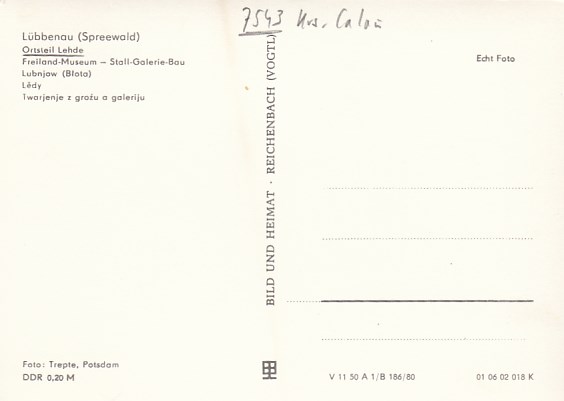 7543 Krs. Calau
Lübbenau (Spreewald)
Ortsteil Lehde
Freiland-Museum — Stall-Galerie-Bau
Lubnjow (Błota)
Lědy
Twarjenje z grožu a galeriju
Echt Foto
BILD UND HEIMAT · REICHENBACH (VOGTL)
Foto: Trepte, Potsdam
DDR 0,20 M
V 11 50 A 1/B 186/80
01 06 02 018 K